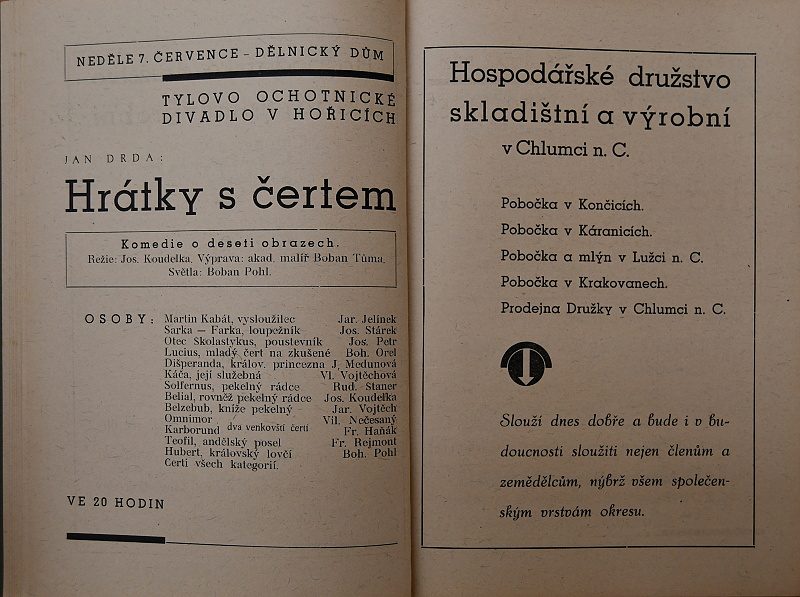 NEDĚLE 7. ČERVENCE – DĚLNICKÝ DŮM
TYLOVO OCHOTNICKÉ
DIVADLO V HOŘICÍCH
JAN DRDA:
Hrátky s čertem
Komedie o deseti obrazech.
Režie: Jos. Koudelka. Výprava: akad. malíř Boban Tůma.
Světla: Boban Pohl.
OSOBY: Martin Kabát, vysloužilec Jar. Jelínek
Sarka — Farka, loupežník Jos. Stárek
Otec Skolastykus, poustevník Jos. Petr
Lucius, mladý čert na zkušené Boh. Orel
Dišperanda, králov. princezna J. Medunová
Káča, její služebná Vl. Vojtěchová
Solfernus, pekelný rádce Rud. Staner
Belial, rovněž pekelný rádce Jos. Koudelka
Belzebub, kníže pekelný Jar. Vojtěch
Omnimor Vil. Nečesaný
Karborund dva venkovští čerti Fr. Haňák
Teofil, andělský posel Fr. Rejmont
Hubert, královský lovčí Boh. Pohl
Čerti všech kategorií.
VE 20 HODIN
Hospodářské družstvo
skladištní a výrobní
v Chlumci n. C.
Pobočka v Končicích.
Pobočka v Káranicích.
Pobočka a mlýn v Lužci n. C.
Pobočka v Krakovanech.
Prodejna Družky v Chlumci n. C.
Slouží dnes dobře a bude i v bu-
doucnosti sloužiti nejen členům a
zemědělcům, nýbrž všem společen-
ským vrstvám okresu.